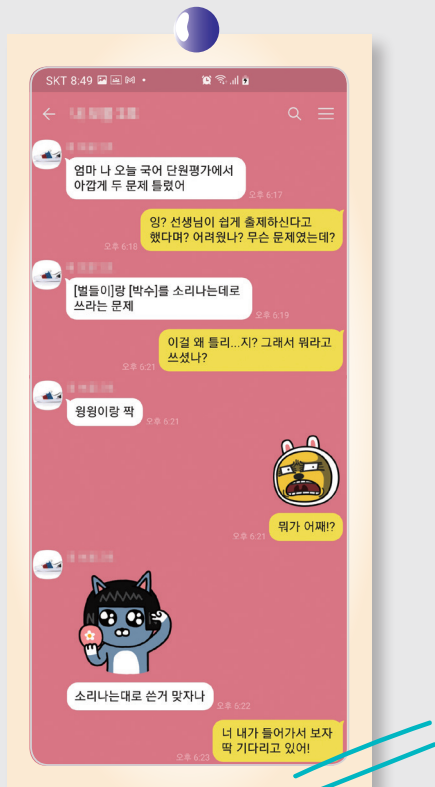 SKT 8:49
엄마 나 오늘 국어 단원평가에서
아깝게 두 문제 틀렸어
오후 6:17
잉? 선생님이 쉽게 출제하신다고
했다며? 어려웠나? 무슨 문제였는데?
오후 6:18
[벌들이]랑 [박수]를 소리나는데로
쓰라는 문제
오후 6:19
이걸 왜 틀리...지? 그래서 뭐라고
쓰셨나?
오후 6:21
윙윙이랑 짝
오후 6:21
뭐가 어째!?
오후 6:21
소리나는대로 쓴거 맞자나
오후 6:22
너 내가 들어가서 보자
딱 기다리고 있어!
오후 6:23